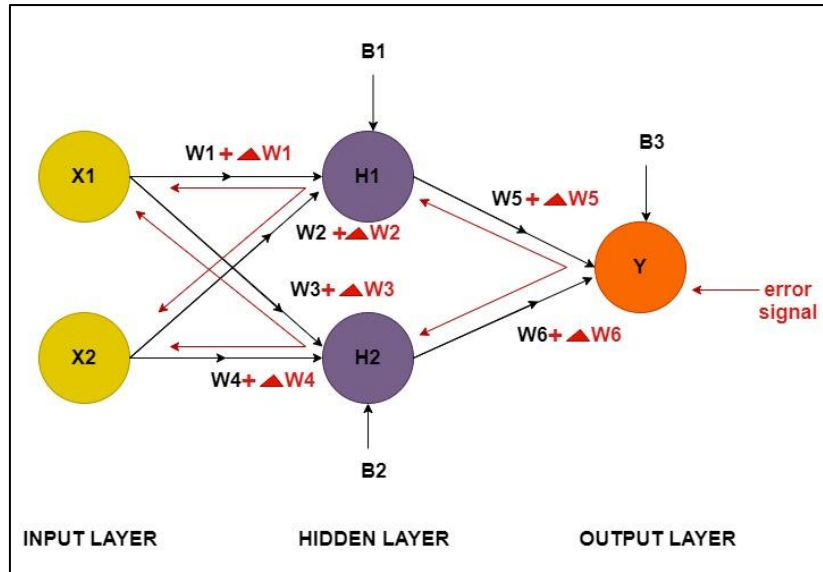 B1
B3
W1+ ▲W1
X1
H1
W5+ ▲W5
W2 +▲W2
Y
W3+ ▲W3
error
signal
W6+ ▲W6
X2
H2
W4+ ▲W4
B2
INPUT LAYER HIDDEN LAYER OUTPUT LAYER